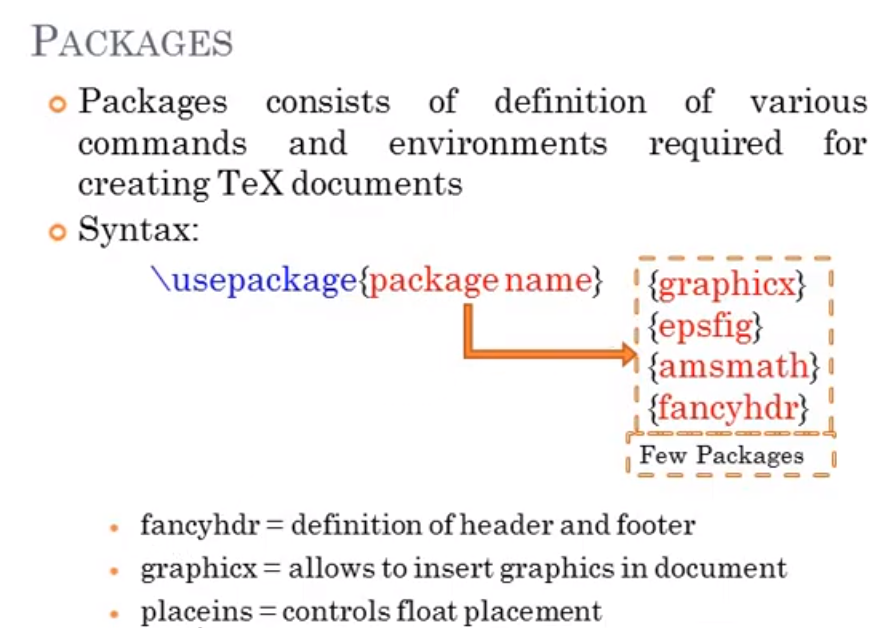 PACKAGES
Packages consists of definition of various
commands and environments required for
creating TeX documents
Syntax:
\usepackage{package name}
{graphicx}
{epsfig}
{amsmath}
{fancyhdr}
Few Packages
fancyhdr = definition of header and footer
graphicx = allows to insert graphics in document
placeins = controls float placement